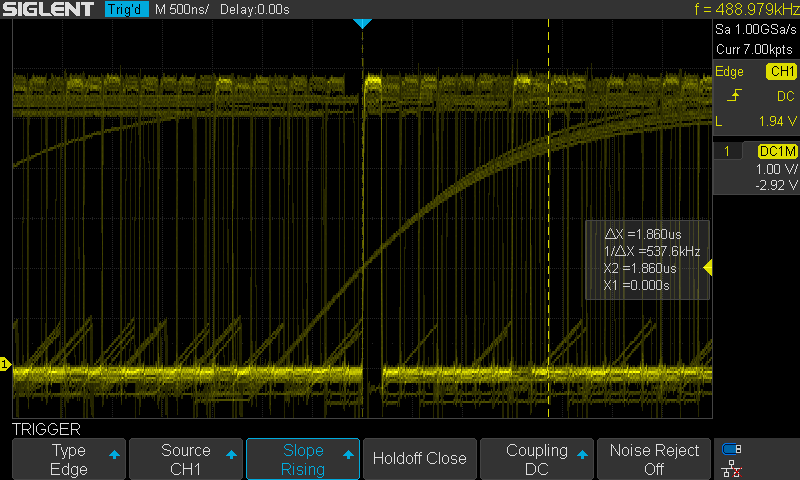 SIGLENT Trig'd M 500ns/ Delay:0.00s f = 488.979kHz
Sa 1.00GSa/s
Curr 7.00kpts
Edge CH1
DC
L 1.94 V
1 DC1M
1.00 V/
-2.92 V
△X =1.860us
1/△X =537.6kHz
X2 =1.860us
X1 =0.000s
1
TRIGGER
Type
Edge
Source
CH1
Slope
Rising
Holdoff Close
Coupling
DC
Noise Reject
Off